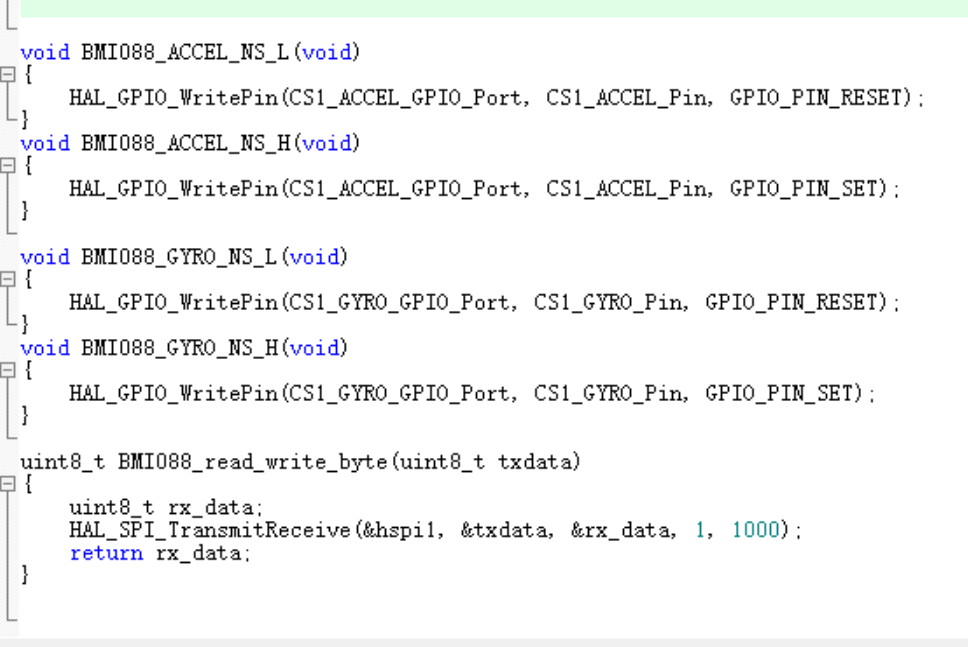 void BMI088_ACCEL_NS_L(void)
{
    HAL_GPIO_WritePin(CS1_ACCEL_GPIO_Port, CS1_ACCEL_Pin, GPIO_PIN_RESET);
}
void BMI088_ACCEL_NS_H(void)
{
    HAL_GPIO_WritePin(CS1_ACCEL_GPIO_Port, CS1_ACCEL_Pin, GPIO_PIN_SET);
}
void BMI088_GYRO_NS_L(void)
{
    HAL_GPIO_WritePin(CS1_GYRO_GPIO_Port, CS1_GYRO_Pin, GPIO_PIN_RESET);
}
void BMI088_GYRO_NS_H(void)
{
    HAL_GPIO_WritePin(CS1_GYRO_GPIO_Port, CS1_GYRO_Pin, GPIO_PIN_SET);
}
uint8_t BMI088_read_write_byte(uint8_t txdata)
{
    uint8_t rx_data;
    HAL_SPI_TransmitReceive(&hspi1, &txdata, &rx_data, 1, 1000);
    return rx_data;
}